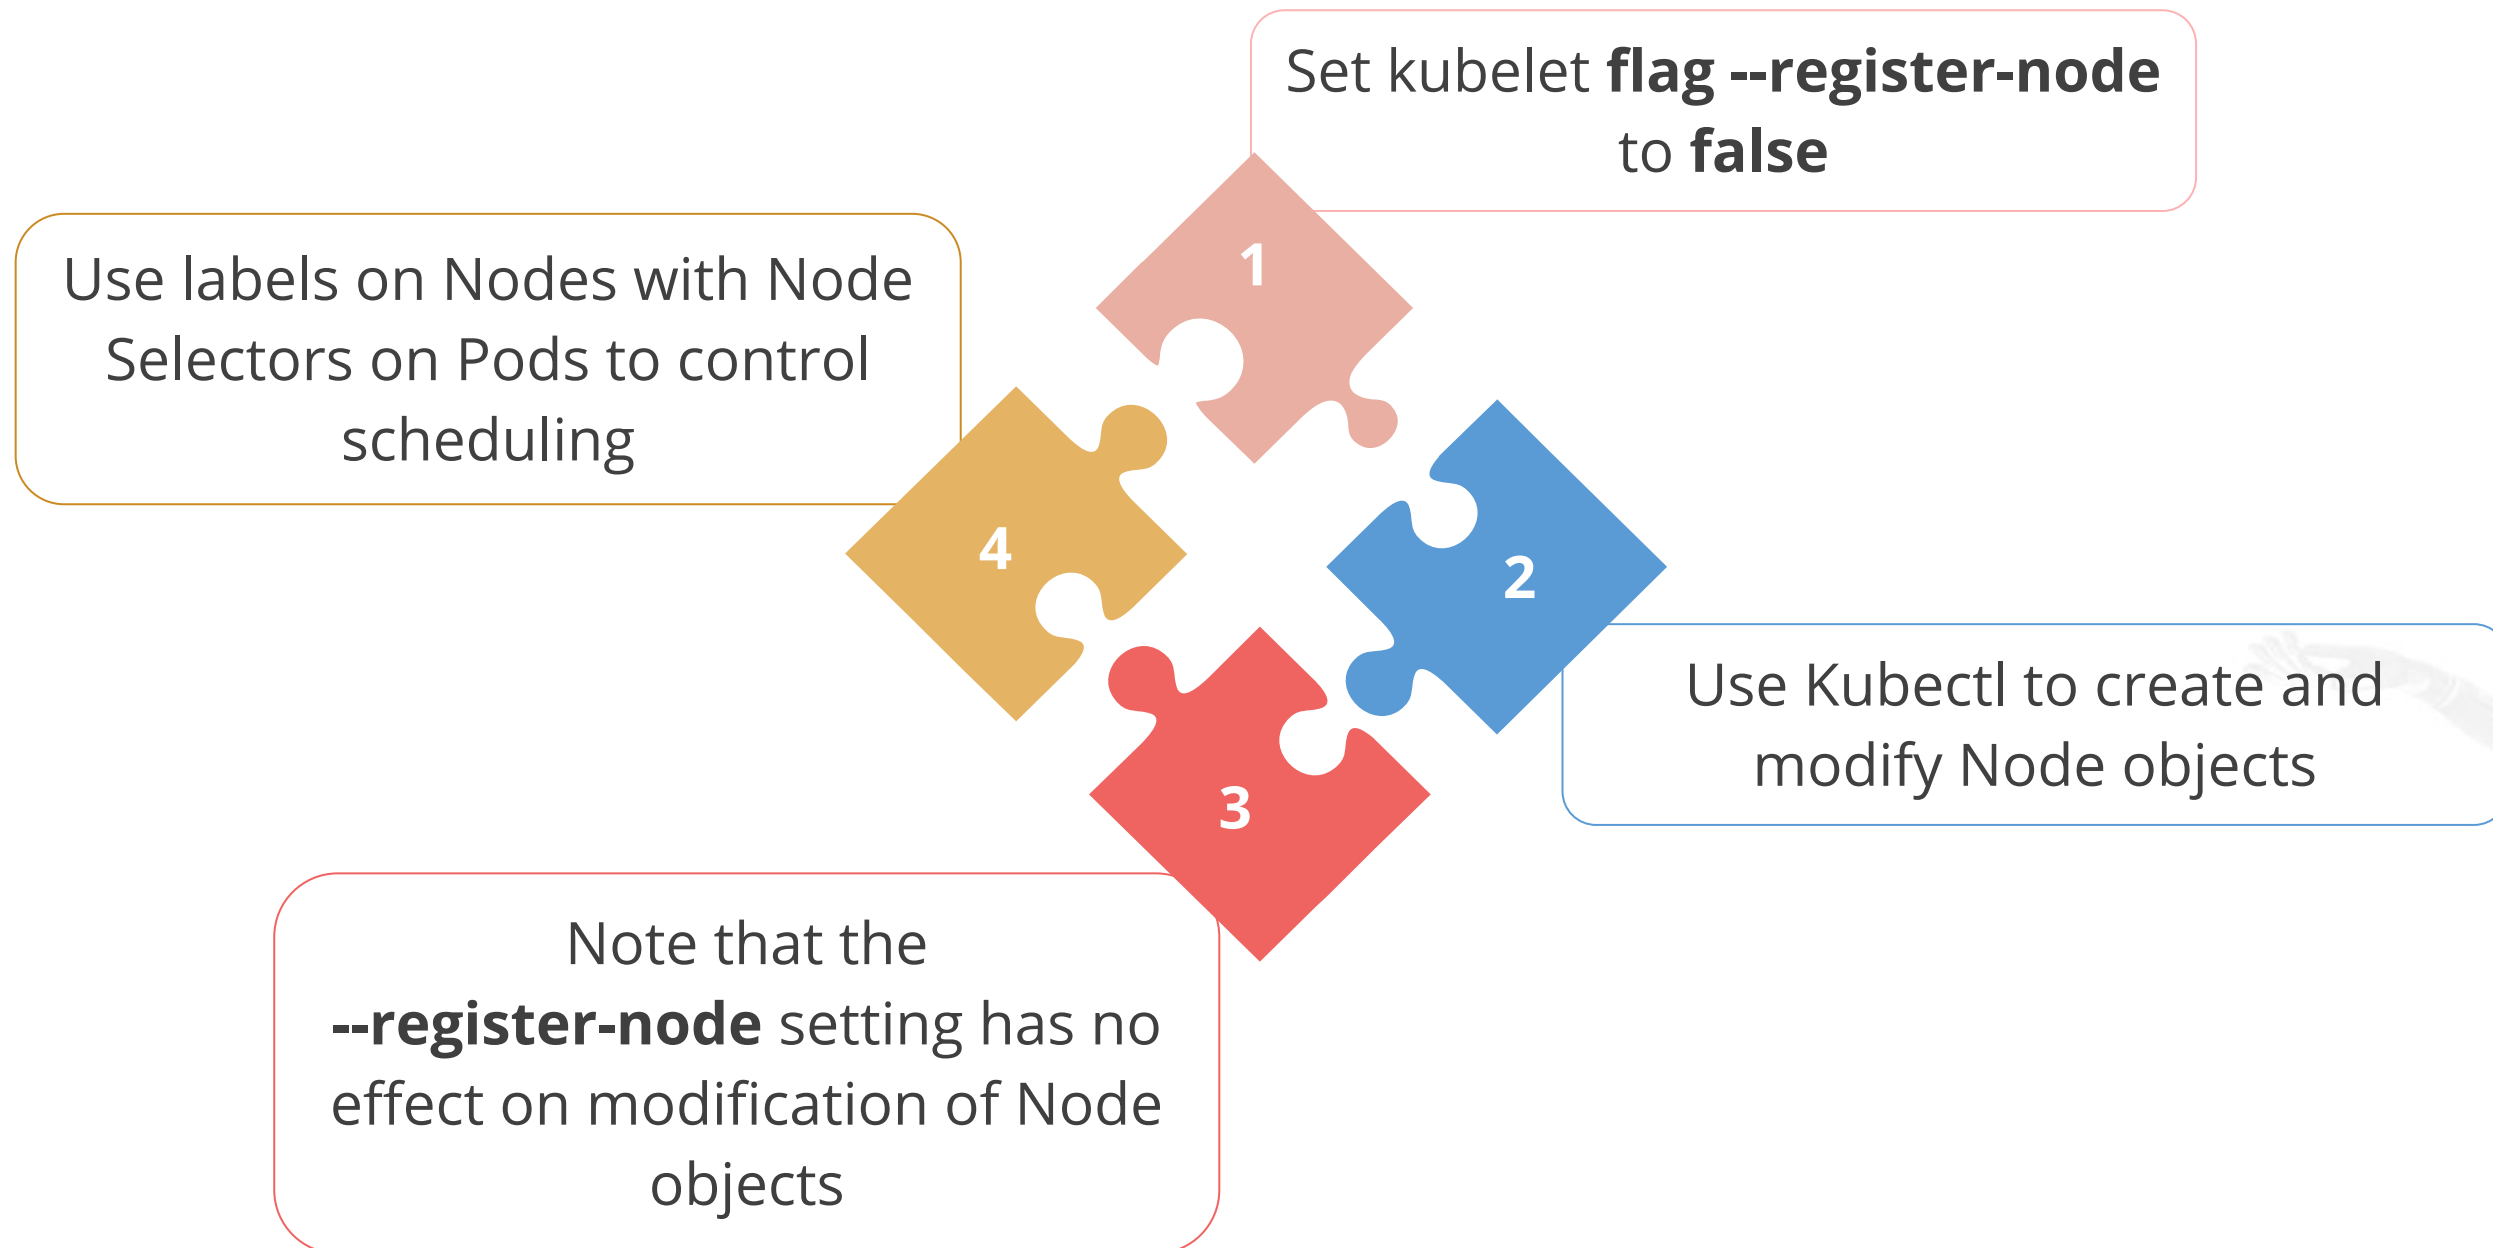 1
Set kubelet flag --register-node
to false
2
Use Kubectl to create and
modify Node objects
3
Note that the
--register-node setting has no
effect on modification of Node
objects
4
Use labels on Nodes with Node
Selectors on Pods to control
scheduling